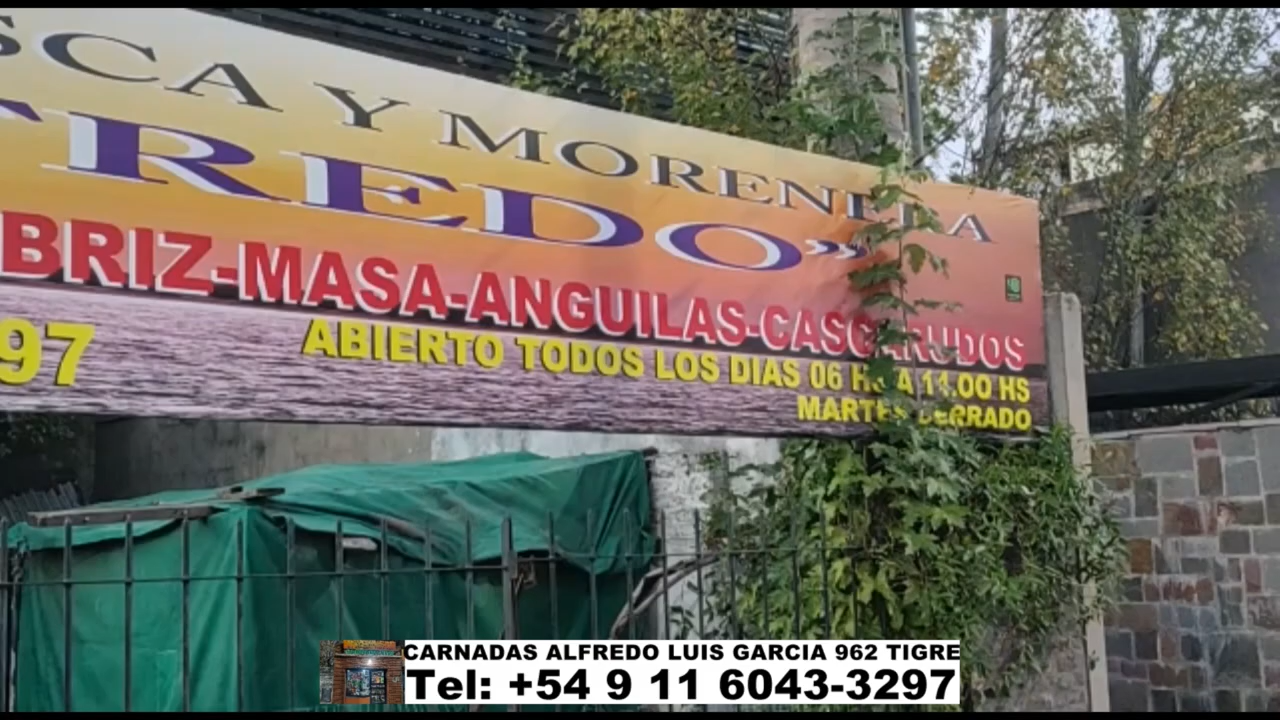 SCA Y MORENITA
FREDO”
BRIZ-MASA-ANGUILAS-CASCARUDOS
97
ABIERTO TODOS LOS DIAS 06 HS A 14.00 HS
MARTES CERRADO
CARNADAS ALFREDO LUIS GARCIA 962 TIGRE
Tel: +54 9 11 6043-3297